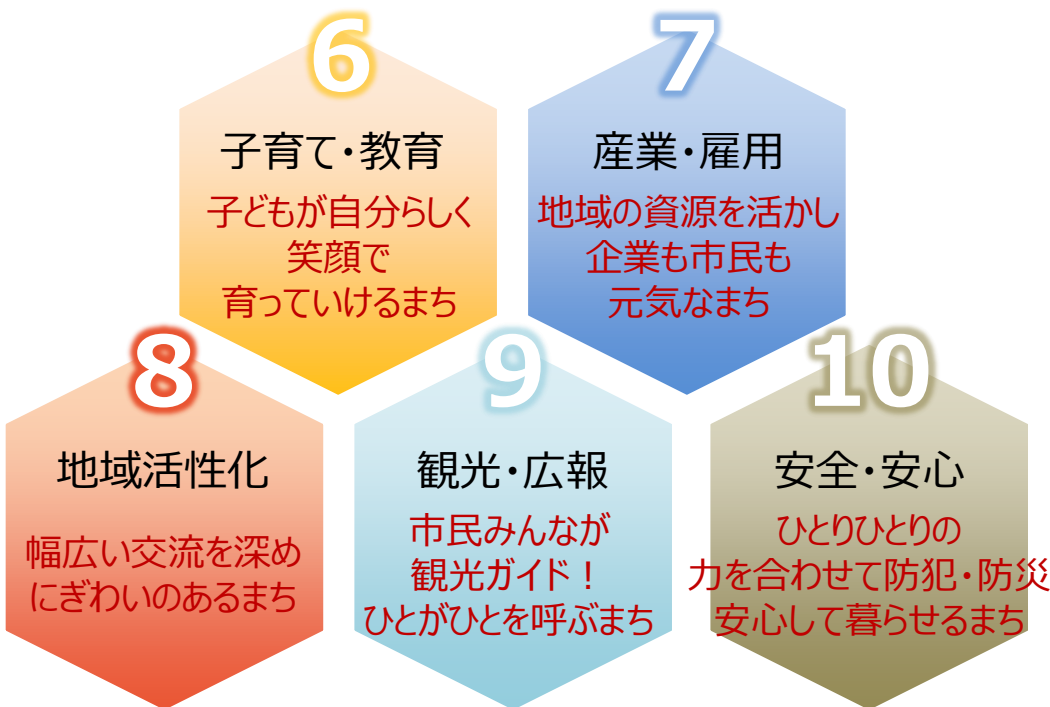 6
子育て・教育
子どもが自分らしく
笑顔で
育っていけるまち
7
産業・雇用
地域の資源を活かし
企業も市民も
元気なまち
8
地域活性化
幅広い交流を深め
にぎわいのあるまち
9
観光・広報
市民みんなが
観光ガイド！
ひとがひとを呼ぶまち
10
安全・安心
ひとりひとりの
力を合わせて防犯・防災
安心して暮らせるまち